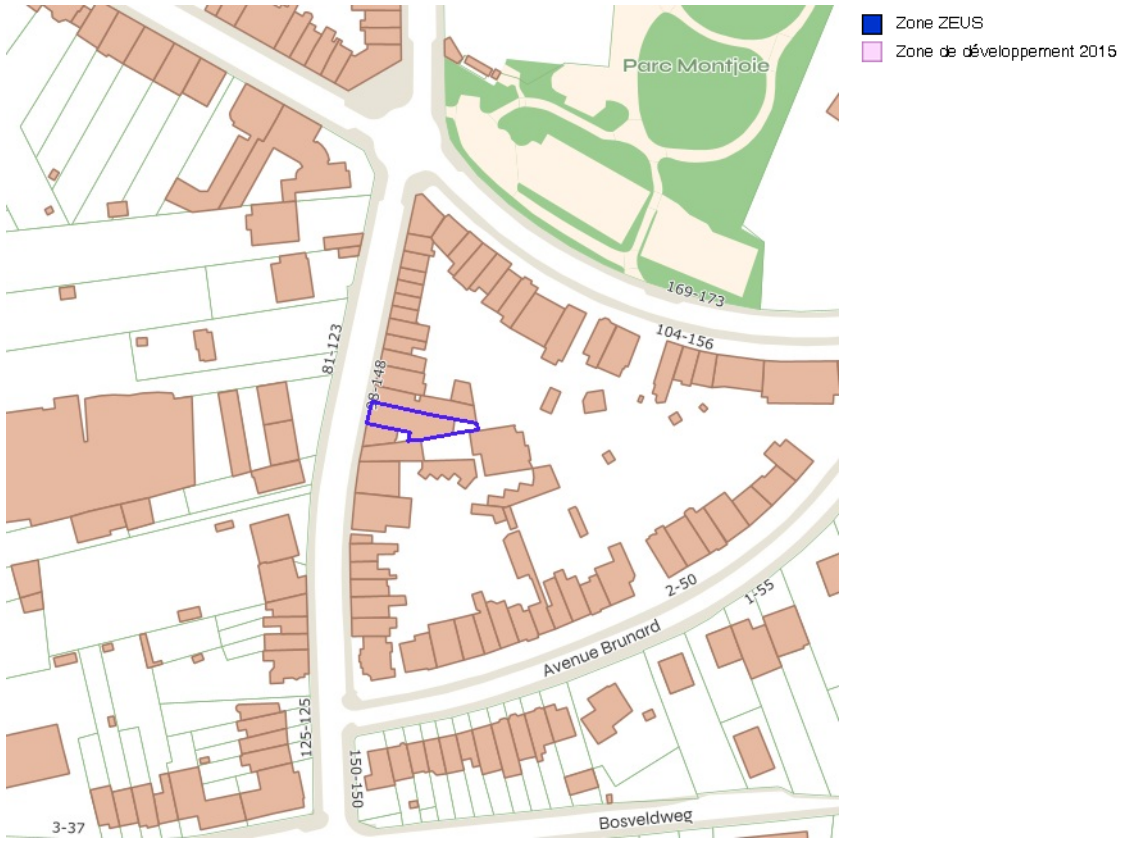 Zone ZEUS
Zone de développement 2015
Parc Montjoie
169-173
104-156
81-123
98-148
2-50
1-55
Avenue Brunard
125-125
150-150
Bosveldweg
3-37